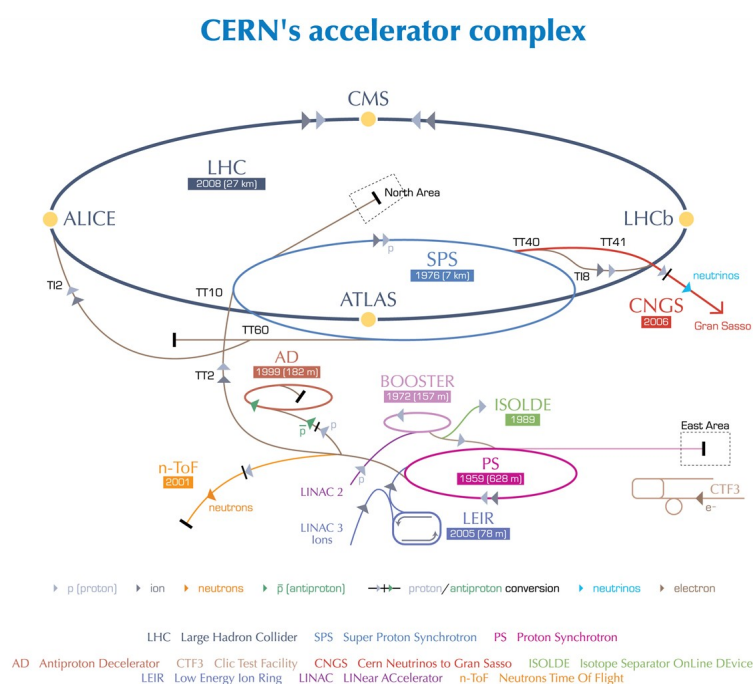 CERN's accelerator complex
CMS
LHC
2008 (27 km)
North Area
ALICE
LHCb
TT40
TT41
SPS
1976 (7 km)
p
TI8
TI2
neutrinos
TT10
ATLAS
CNGS
2006
Gran Sasso
TT60
AD
1999 (182 m)
TT2
BOOSTER
1972 (157 m)
ISOLDE
1989
p̅
p
East Area
n-ToF
2001
p
PS
1959 (628 m)
LINAC 2
CTF3
neutrons
e-
LEIR
2005 (78 m)
LINAC 3
Ions
p (proton) ion neutrons p̅ (antiproton) proton/antiproton conversion neutrinos electron
LHC Large Hadron Collider SPS Super Proton Synchrotron PS Proton Synchrotron
AD Antiproton Decelerator CTF3 Clic Test Facility CNGS Cern Neutrinos to Gran Sasso ISOLDE Isotope Separator OnLine DEvice
LEIR Low Energy Ion Ring LINAC LINear ACcelerator n-ToF Neutrons Time Of Flight